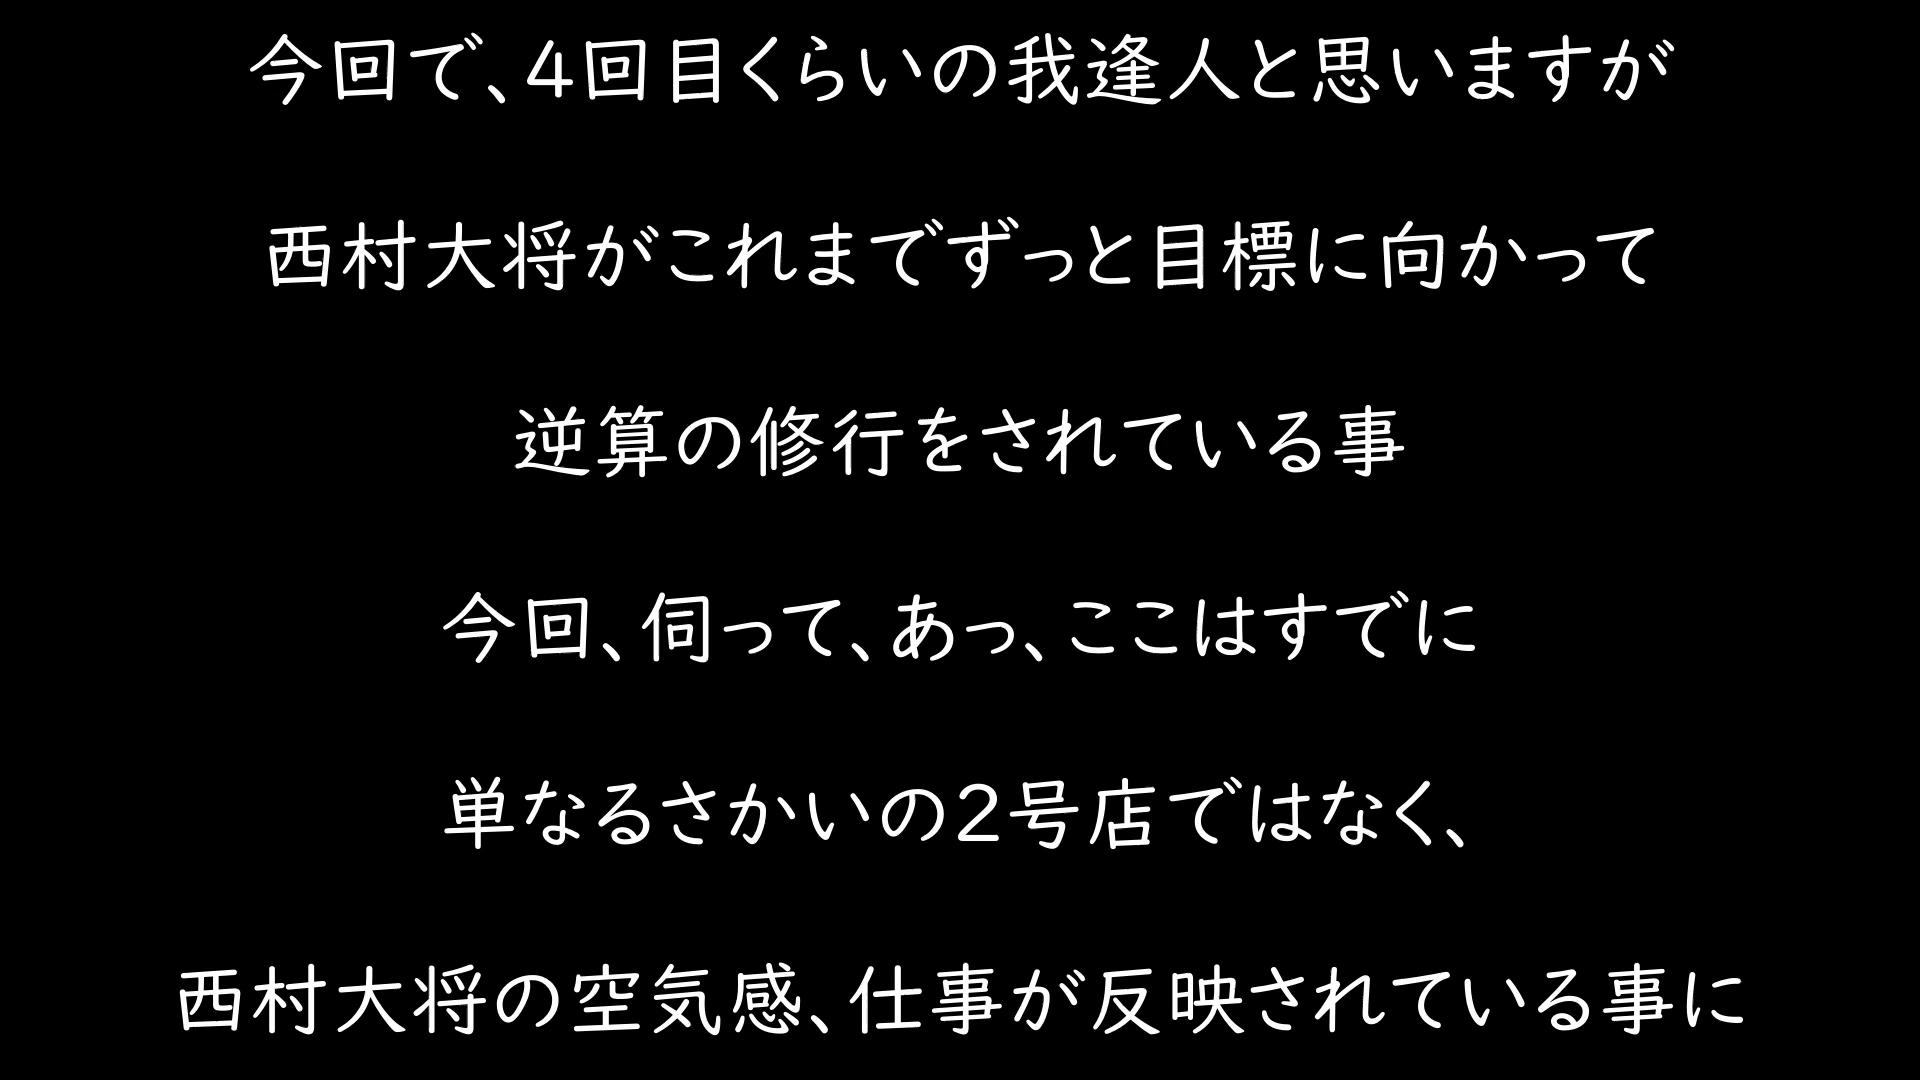 今回で、4回目くらいの我逢人と思いますが
西村大将がこれまでずっと目標に向かって
逆算の修行をされている事
今回、伺って、あっ、ここはすでに
単なるさかいの2号店ではなく、
西村大将の空気感、仕事が反映されている事に